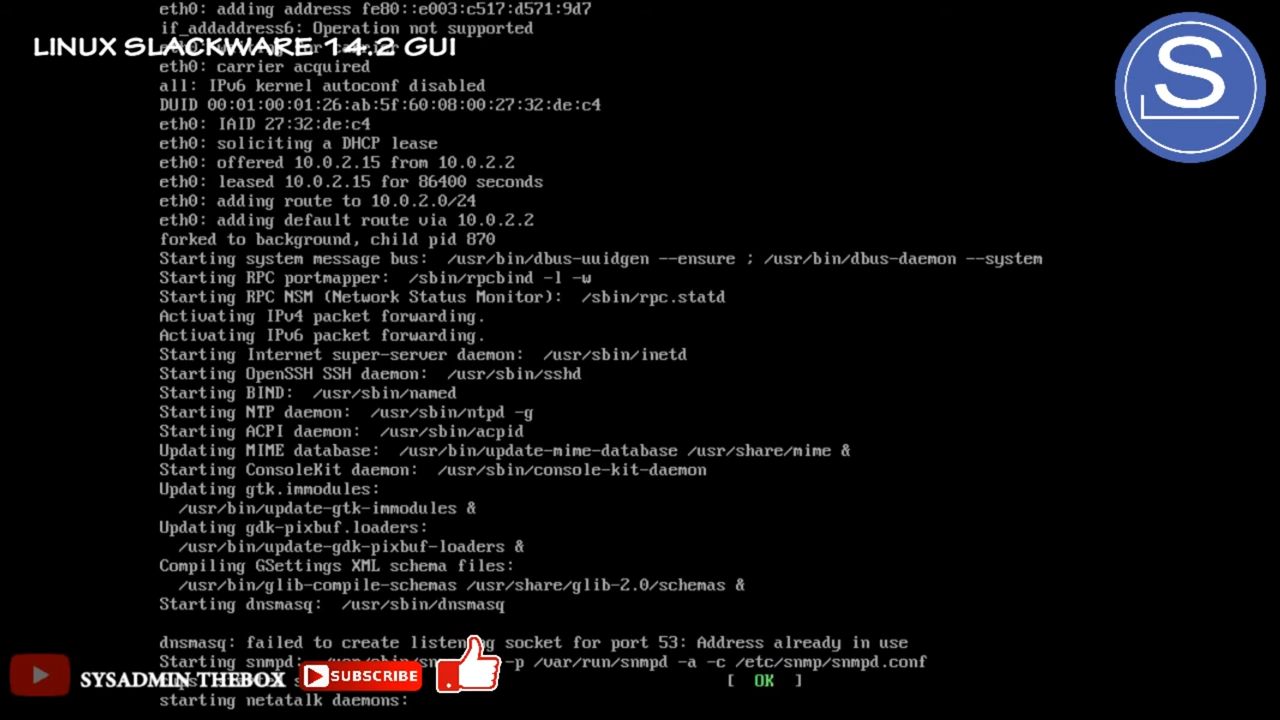 eth0: adding address fe80::e003:c517:d571:9d7
if_addaddress6: Operation not supported
LINUX SLACKWARE 14.2 GUI
eth0: carrier acquired
all: IPv6 kernel autoconf disabled
DUID 00:01:00:01:26:ab:5f:60:08:00:27:32:de:c4
eth0: IAID 27:32:de:c4
eth0: soliciting a DHCP lease
eth0: offered 10.0.2.15 from 10.0.2.2
eth0: leased 10.0.2.15 for 86400 seconds
eth0: adding route to 10.0.2.0/24
eth0: adding default route via 10.0.2.2
forked to background, child pid 870
Starting system message bus:  /usr/bin/dbus-uuidgen --ensure ; /usr/bin/dbus-daemon --system
Starting RPC portmapper:  /sbin/rpcbind -l -w
Starting RPC NSM (Network Status Monitor):  /sbin/rpc.statd
Activating IPv4 packet forwarding.
Activating IPv6 packet forwarding.
Starting Internet super-server daemon:  /usr/sbin/inetd
Starting OpenSSH SSH daemon:  /usr/sbin/sshd
Starting BIND:  /usr/sbin/named
Starting NTP daemon:  /usr/sbin/ntpd -g
Starting ACPI daemon:  /usr/sbin/acpid
Updating MIME database:  /usr/bin/update-mime-database /usr/share/mime &
Starting ConsoleKit daemon:  /usr/sbin/console-kit-daemon
Updating gtk.immodules:
/usr/bin/update-gtk-immodules &
Updating gdk-pixbuf.loaders:
/usr/bin/update-gdk-pixbuf-loaders &
Compiling GSettings XML schema files:
/usr/bin/glib-compile-schemas /usr/share/glib-2.0/schemas &
Starting dnsmasq:  /usr/sbin/dnsmasq
dnsmasq: failed to create listening socket for port 53: Address already in use
Starting snmpd: -p /var/run/snmpd -a -c /etc/snmp/snmpd.conf
SYSADMIN THEBOX
SUBSCRIBE
[  OK  ]
starting netatalk daemons:
S